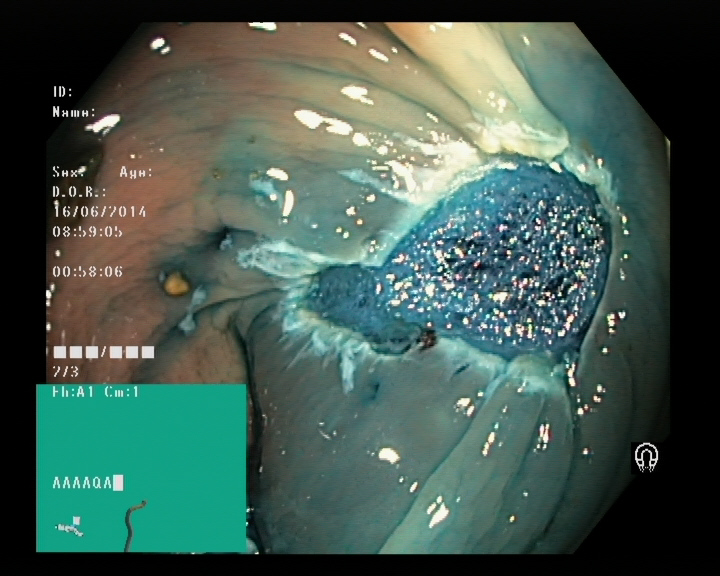 ID:
Name:
Sex: Age:
D.O.B.:
16/06/2014
08:59:05
00:58:06
■■■/■■■
2/3
Eh:A1 Cm:1
AAAAQA